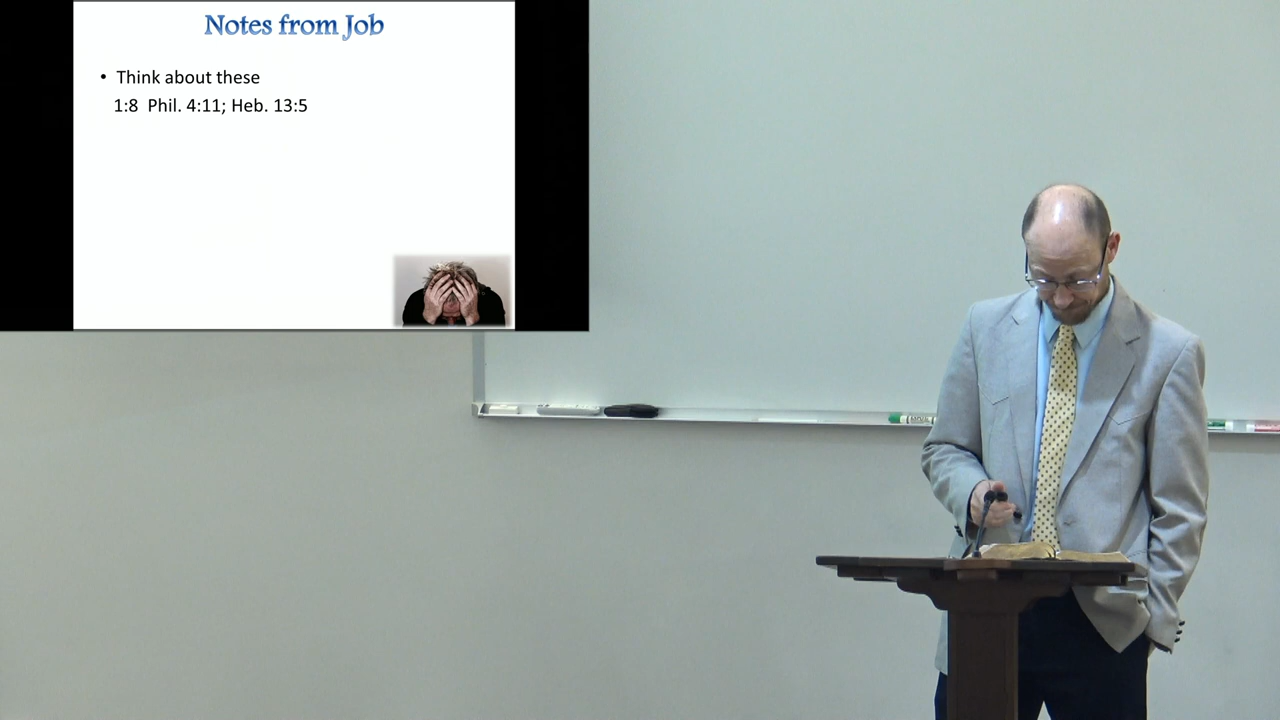 Notes from Job
• Think about these
1:8 Phil. 4:11; Heb. 13:5